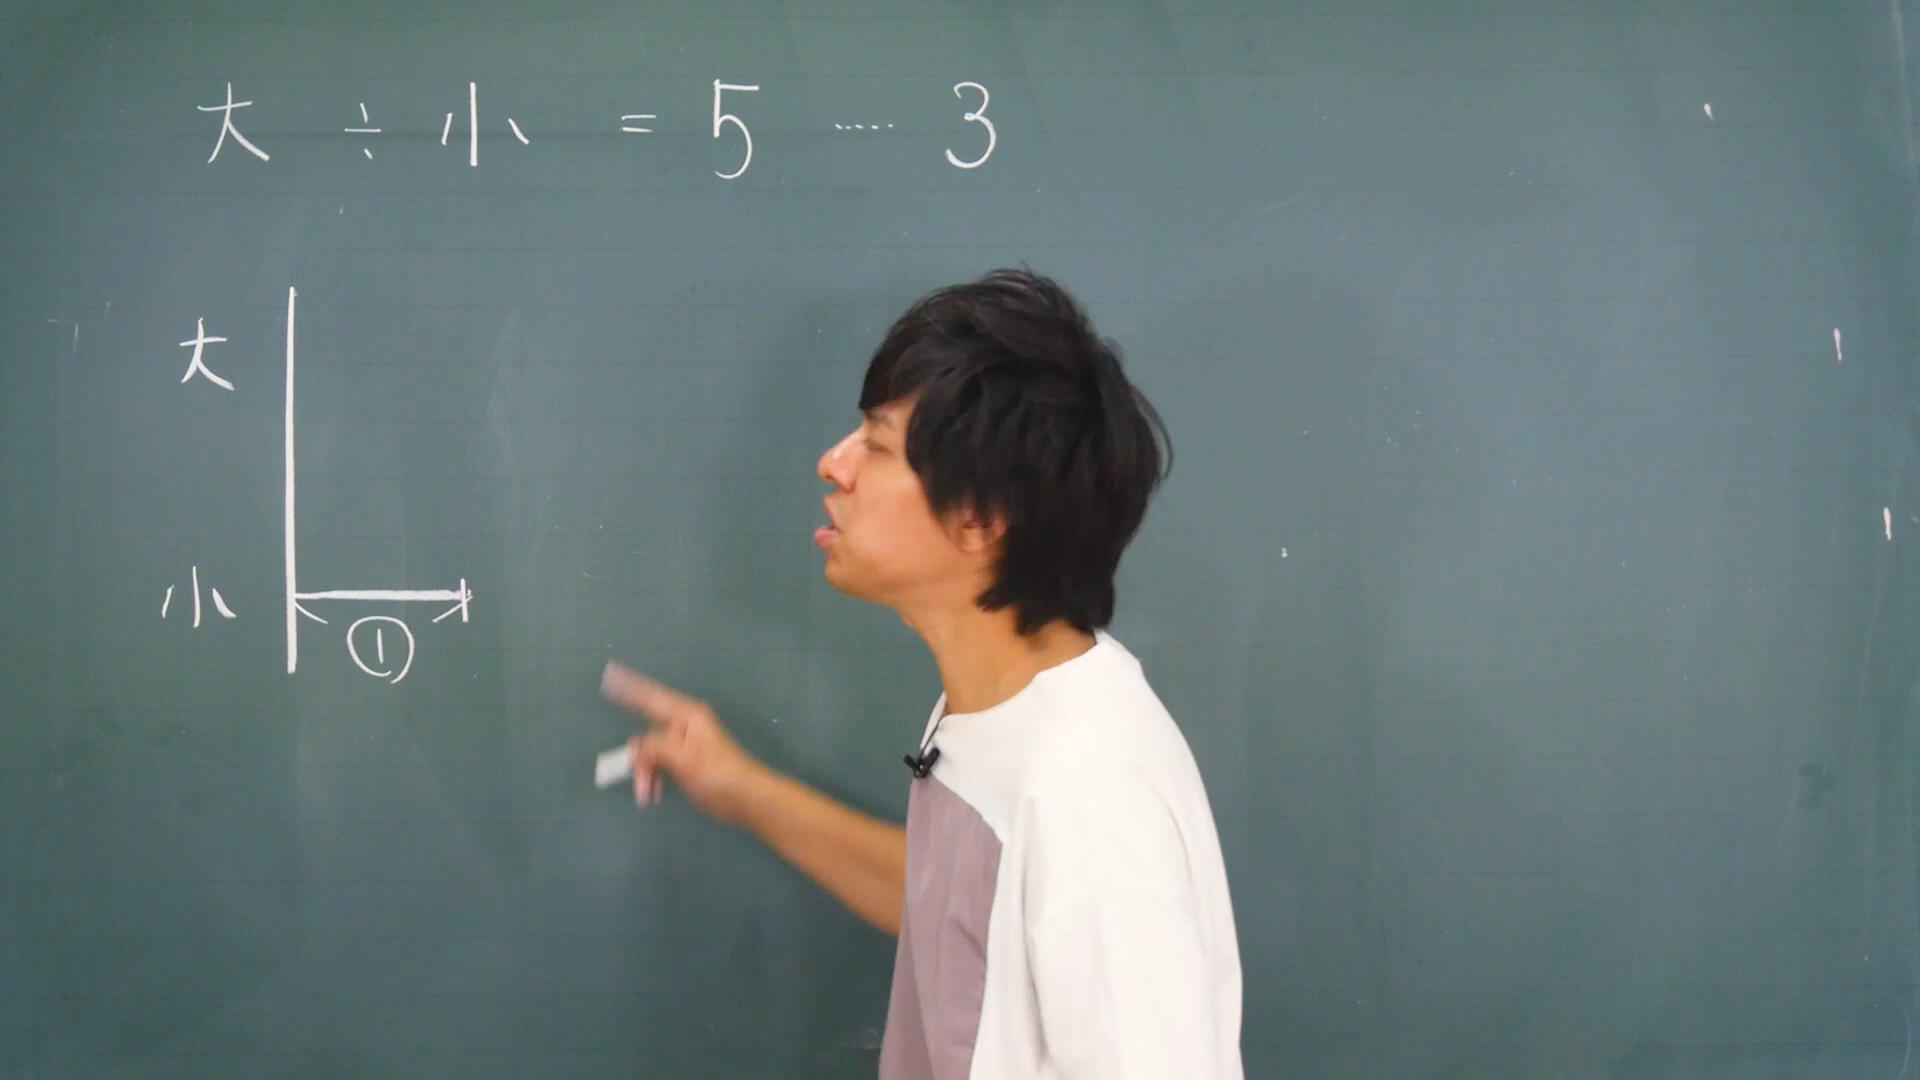 大 ÷ 小 = 5 ····· 3
大
小
①